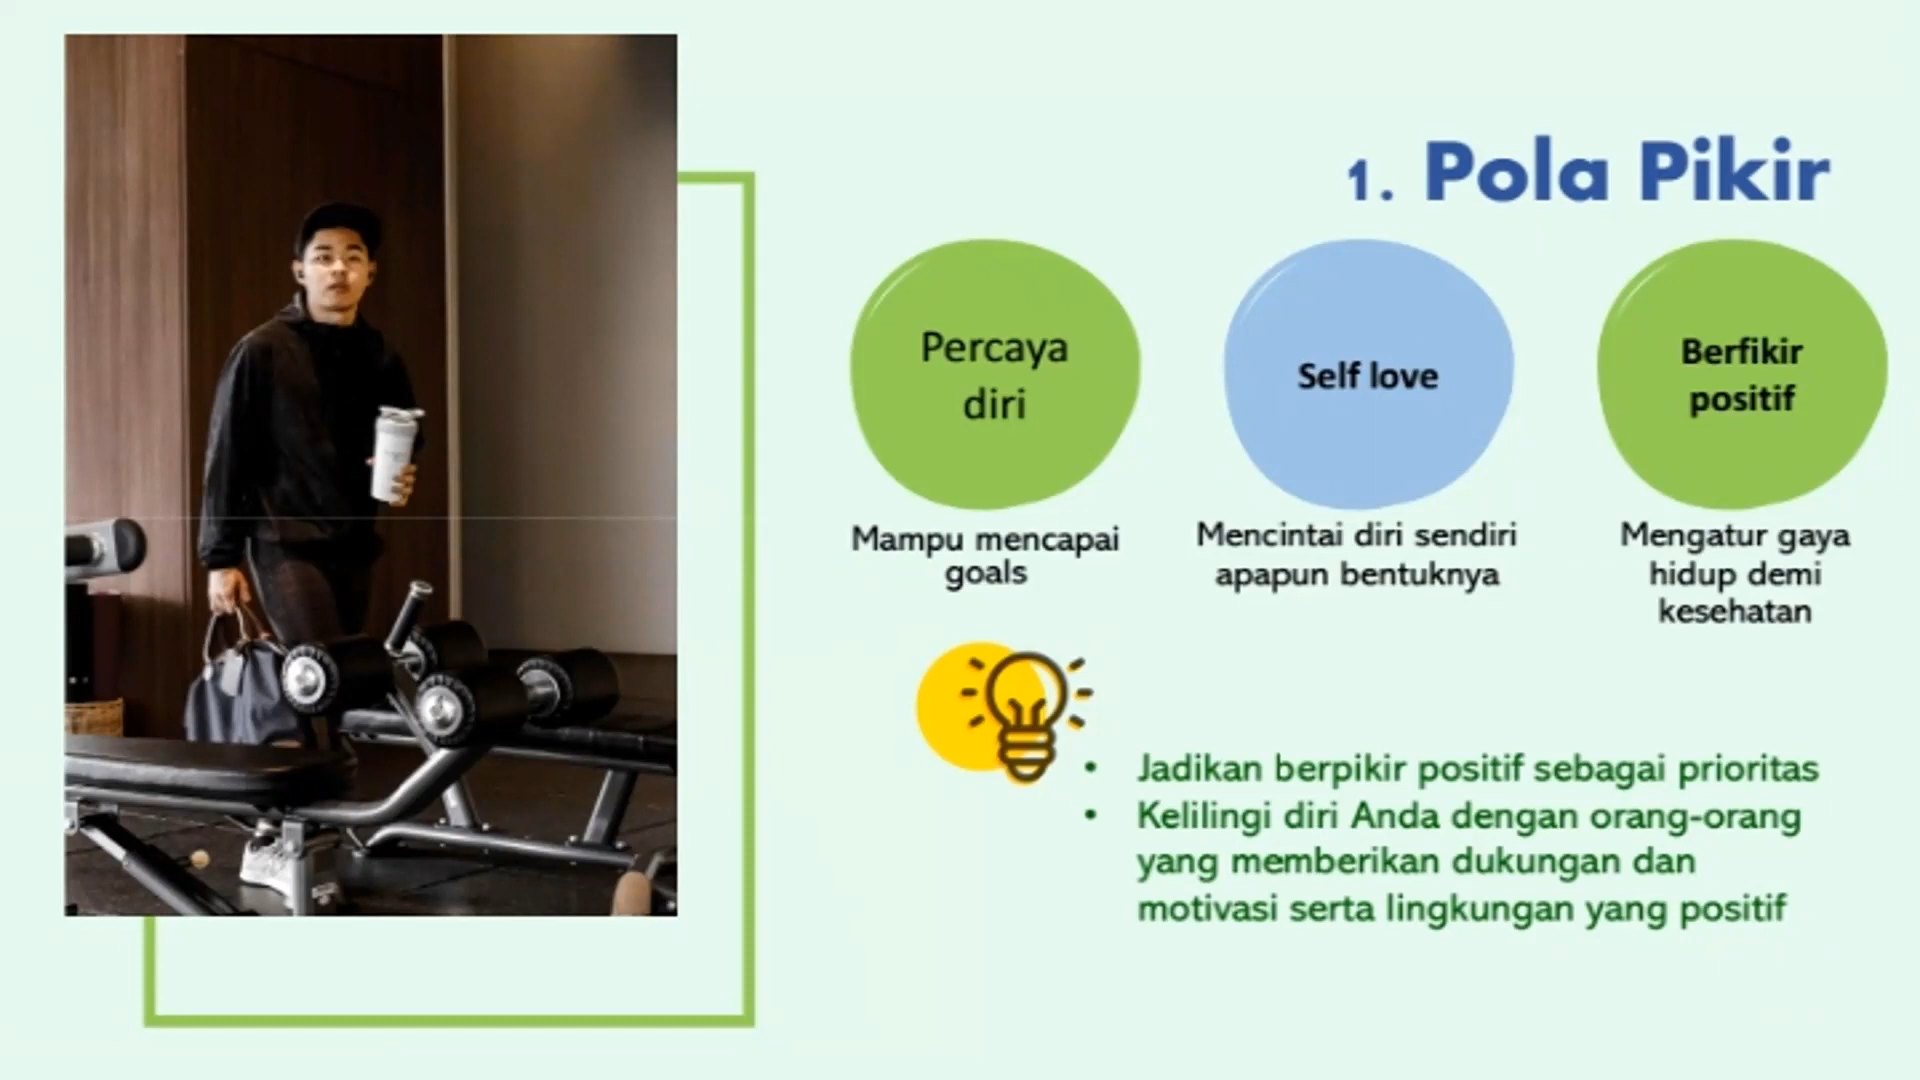 1. Pola Pikir
Percaya
diri
Mampu mencapai
goals
Self love
Mencintai diri sendiri
apapun bentuknya
Berfikir
positif
Mengatur gaya
hidup demi
kesehatan
• Jadikan berpikir positif sebagai prioritas
• Kelilingi diri Anda dengan orang-orang
yang memberikan dukungan dan
motivasi serta lingkungan yang positif